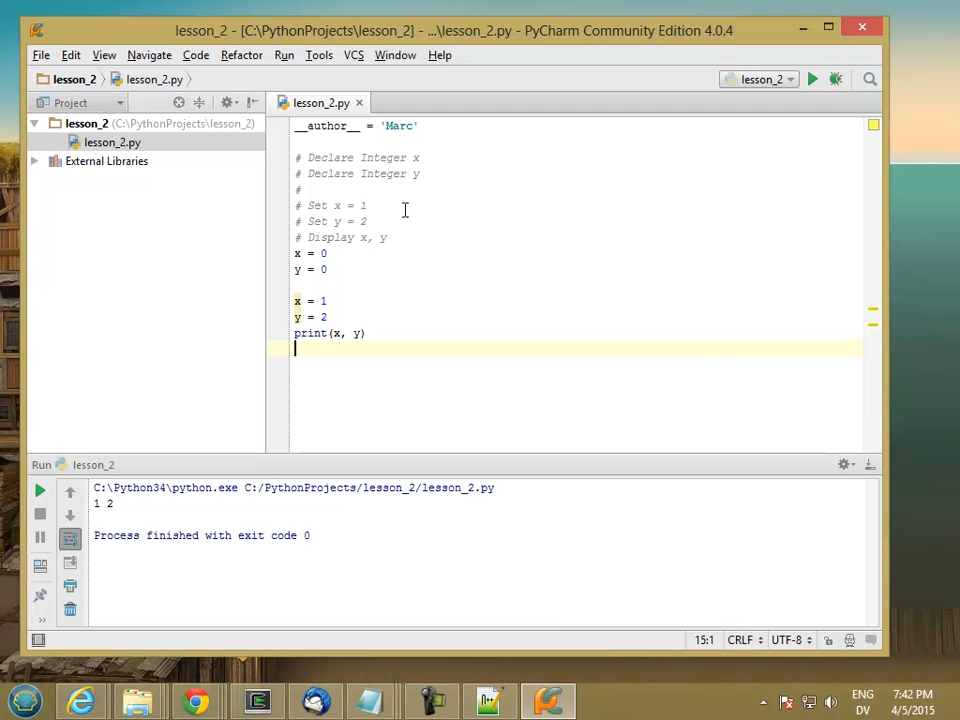 lesson_2 - [C:\PythonProjects\lesson_2] - ...\lesson_2.py - PyCharm Community Edition 4.0.4
File Edit View Navigate Code Refactor Run Tools VCS Window Help
lesson_2 lesson_2.py lesson_2
Project lesson_2.py
lesson_2 (C:\PythonProjects\lesson_2)
lesson_2.py
External Libraries
__author__ = 'Marc'
# Declare Integer x
# Declare Integer y
#
# Set x = 1
# Set y = 2
# Display x, y
x = 0
y = 0
x = 1
y = 2
print(x, y)
Run lesson_2
C:\Python34\python.exe C:/PythonProjects/lesson_2/lesson_2.py
1 2
Process finished with exit code 0
15:1 CRLF UTF-8
ENG 7:42 PM
DV 4/5/2015